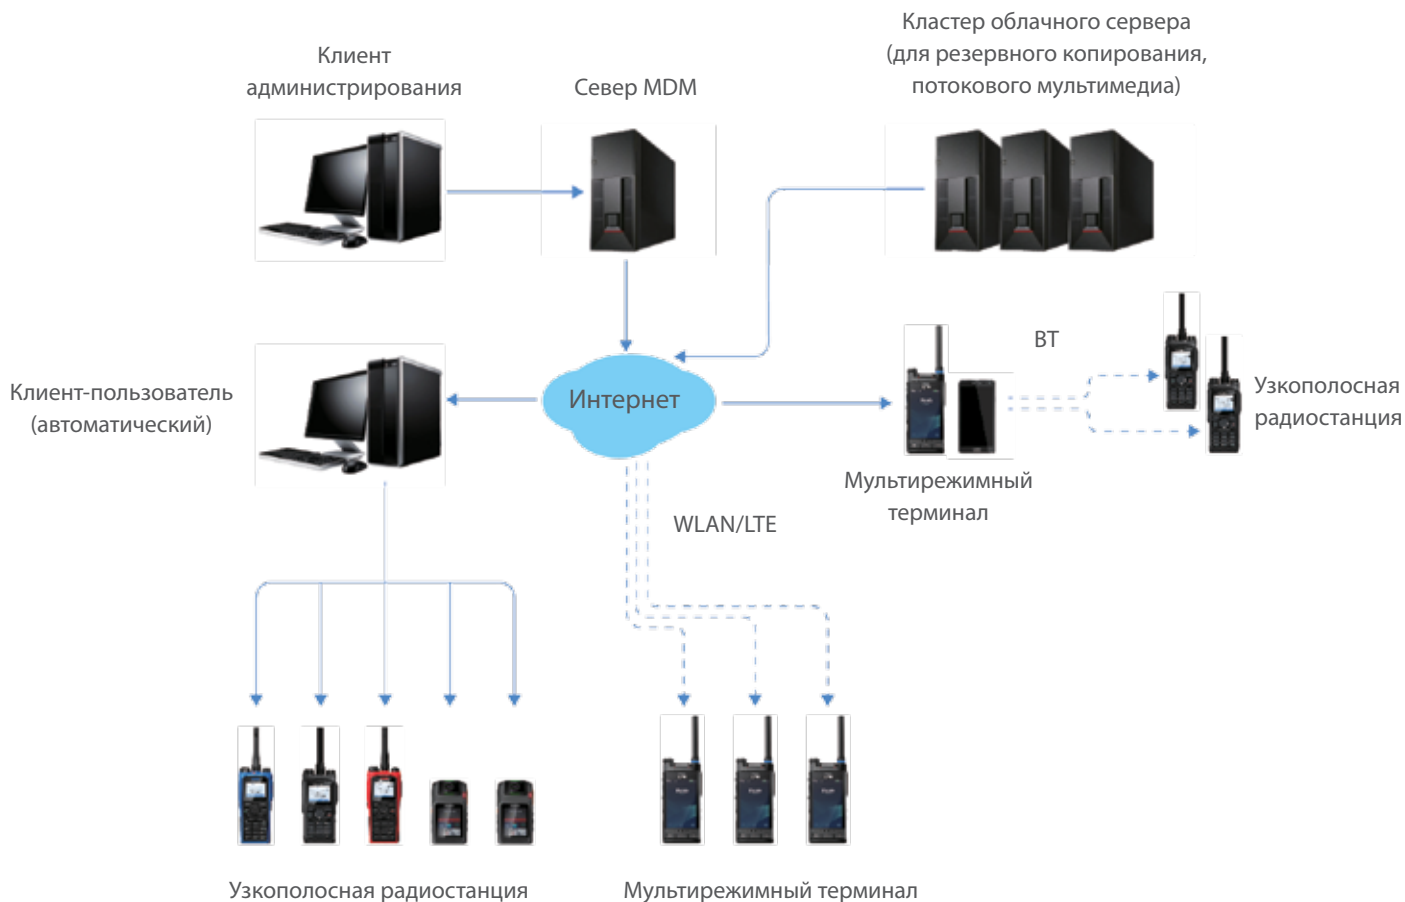 Клиент
администрирования
Север MDM
Кластер облачного сервера
(для резервного копирования,
потокового мультимедиа)
Клиент-пользователь
(автоматический)
Интернет
BT
Узкополосная
радиостанция
Мультирежимный
терминал
WLAN/LTE
Узкополосная радиостанция
Мультирежимный терминал